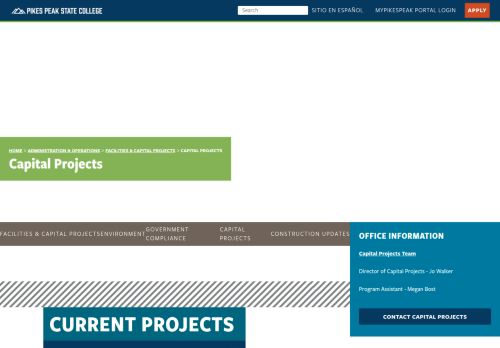 PIKES PEAK STATE COLLEGE
Search
SITIO EN ESPAÑOL
MYPIKESPEAK PORTAL LOGIN
APPLY
HOME > ADMINISTRATION & OPERATIONS > FACILITIES & CAPITAL PROJECTS > CAPITAL PROJECTS
Capital Projects
FACILITIES & CAPITAL PROJECTS
ENVIRONMENT
GOVERNMENT
COMPLIANCE
CAPITAL
PROJECTS
CONSTRUCTION UPDATES
OFFICE INFORMATION
Capital Projects Team
Director of Capital Projects - Jo Walker
Program Assistant - Megan Bost
CONTACT CAPITAL PROJECTS
CURRENT PROJECTS